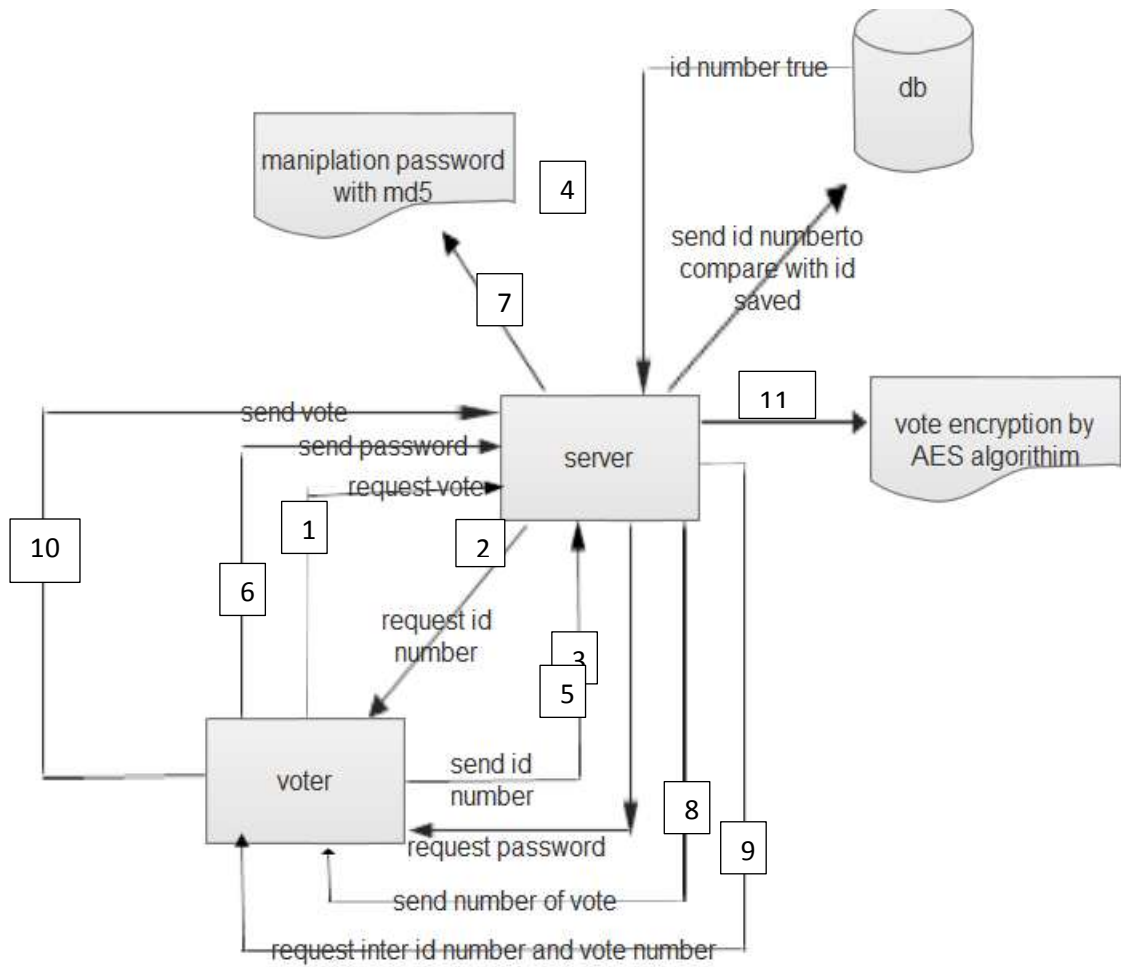 id number true
db
maniplation password
with md5
4
send id numberto
compare with id
saved
7
11
vote encryption by
AES algorithim
send vote
send password
server
request vote
1
2
10
6
request id
number
3
5
voter
send id
number
8
request password
9
send number of vote
request inter id number and vote number